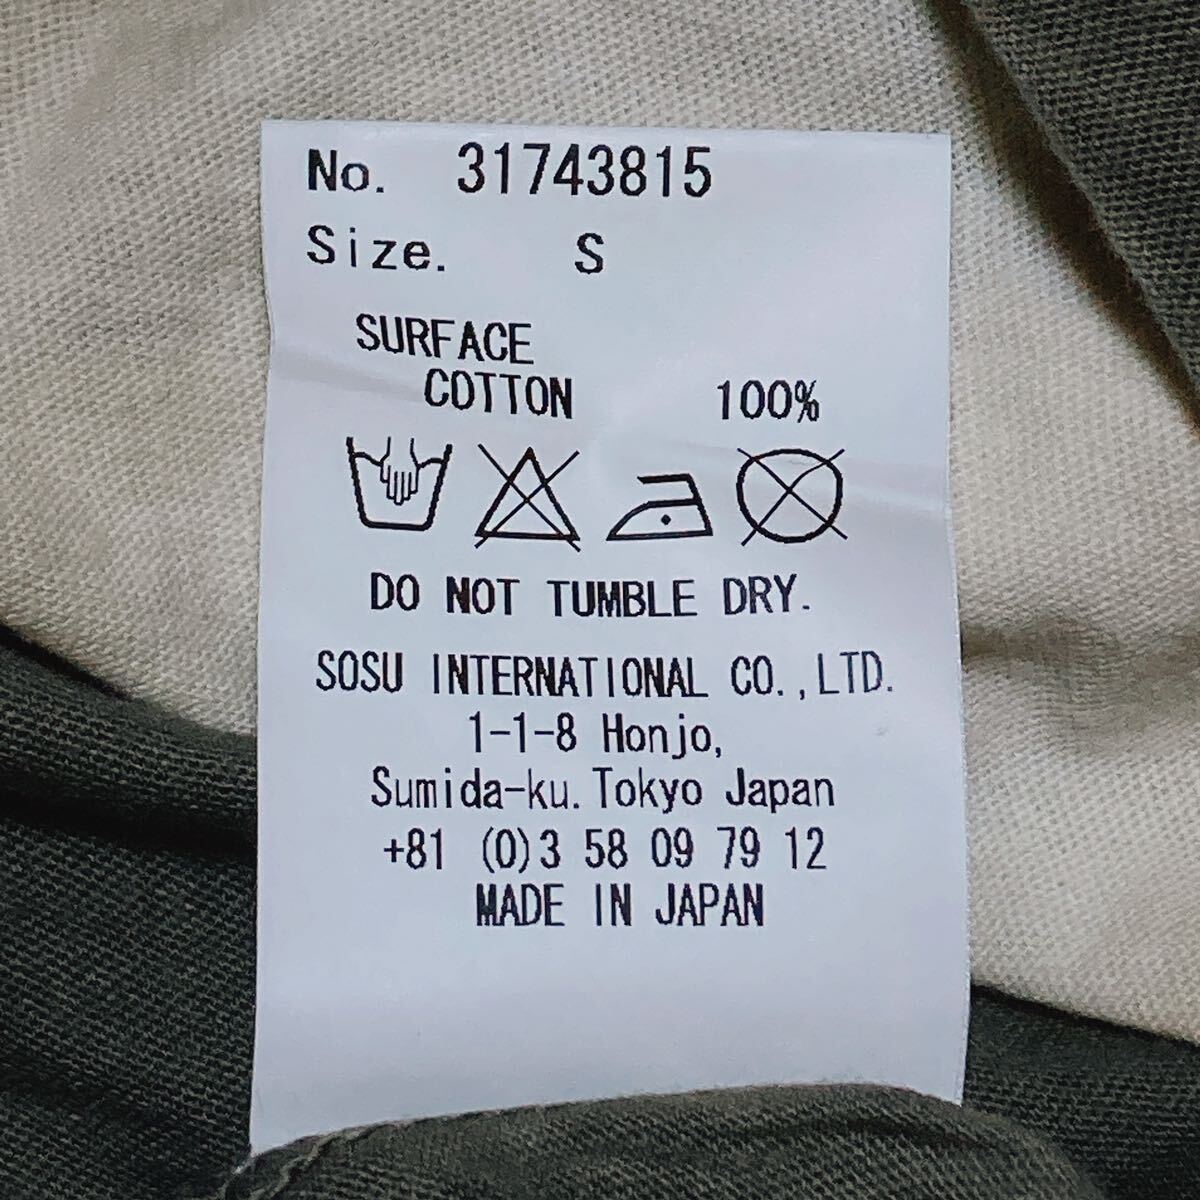 No. 31743815
Size. S
SURFACE
COTTON 100%
DO NOT TUMBLE DRY.
SOSU INTERNATIONAL CO.,LTD.
1-1-8 Honjo,
Sumida-ku. Tokyo Japan
+81 (0)3 58 09 79 12
MADE IN JAPAN